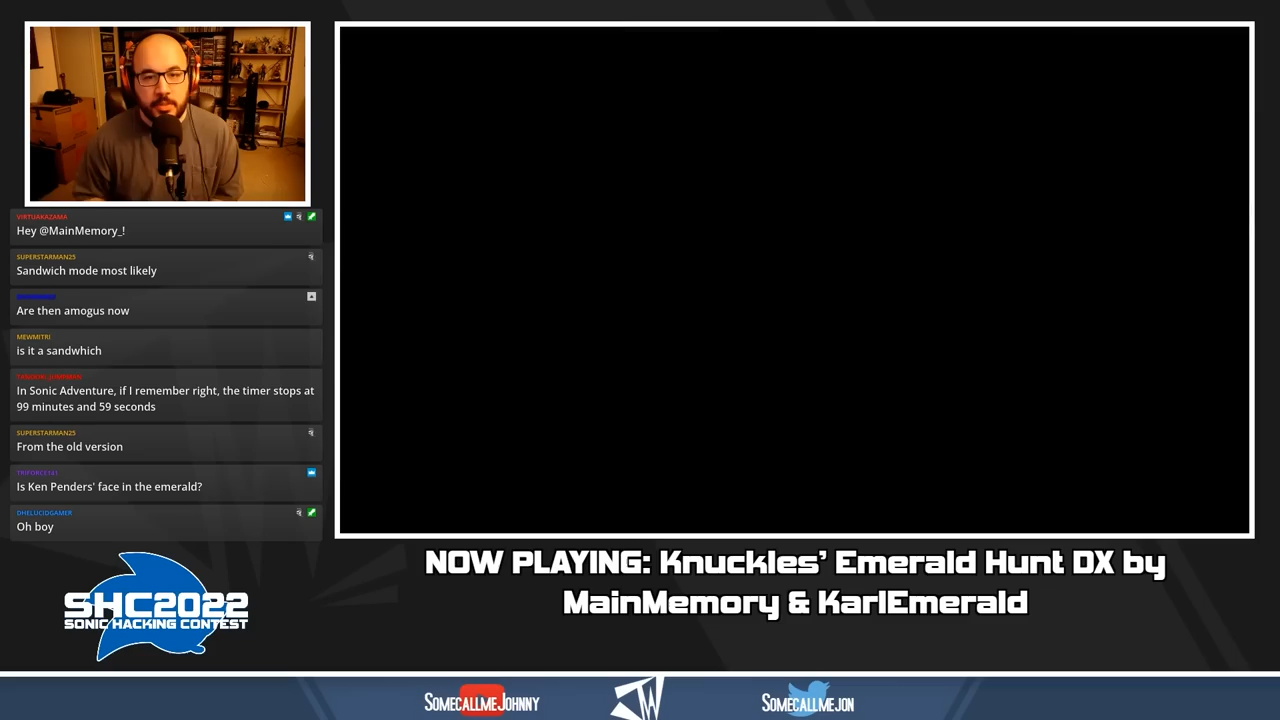 VIRTUAKAZAMA
Hey @MainMemory_!
SUPERSTARMAN25
Sandwich mode most likely
Are then amogus now
MEWMITRI
is it a sandwhich
In Sonic Adventure, if I remember right, the timer stops at
99 minutes and 59 seconds
SUPERSTARMAN25
From the old version
TRIFORCE141
Is Ken Penders' face in the emerald?
DHELUCIDGAMER
Oh boy
SHC2022
SONIC HACKING CONTEST
NOW PLAYING: Knuckles' Emerald Hunt DX by
MainMemory & KarlEmerald
SOMECALLMEJOHNNY
SOMECALLMEJON